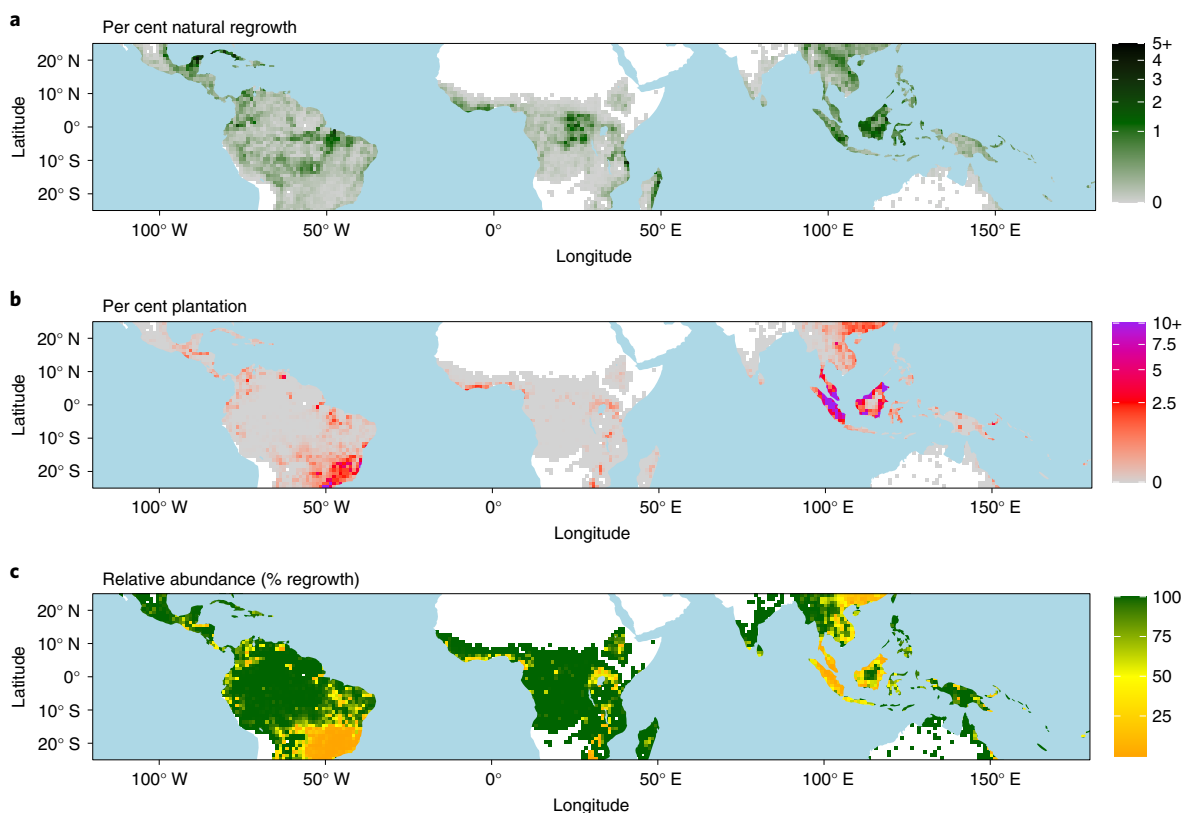 a
Per cent natural regrowth
20° N
10° N
0°
10° S
20° S
Latitude
100° W
50° W
0°
50° E
100° E
150° E
Longitude
5+
4
3
2
1
0
b
Per cent plantation
20° N
10° N
0°
10° S
20° S
Latitude
100° W
50° W
0°
50° E
100° E
150° E
Longitude
10+
7.5
5
2.5
0
c
Relative abundance (% regrowth)
20° N
10° N
0°
10° S
20° S
Latitude
100° W
50° W
0°
50° E
100° E
150° E
Longitude
100
75
50
25